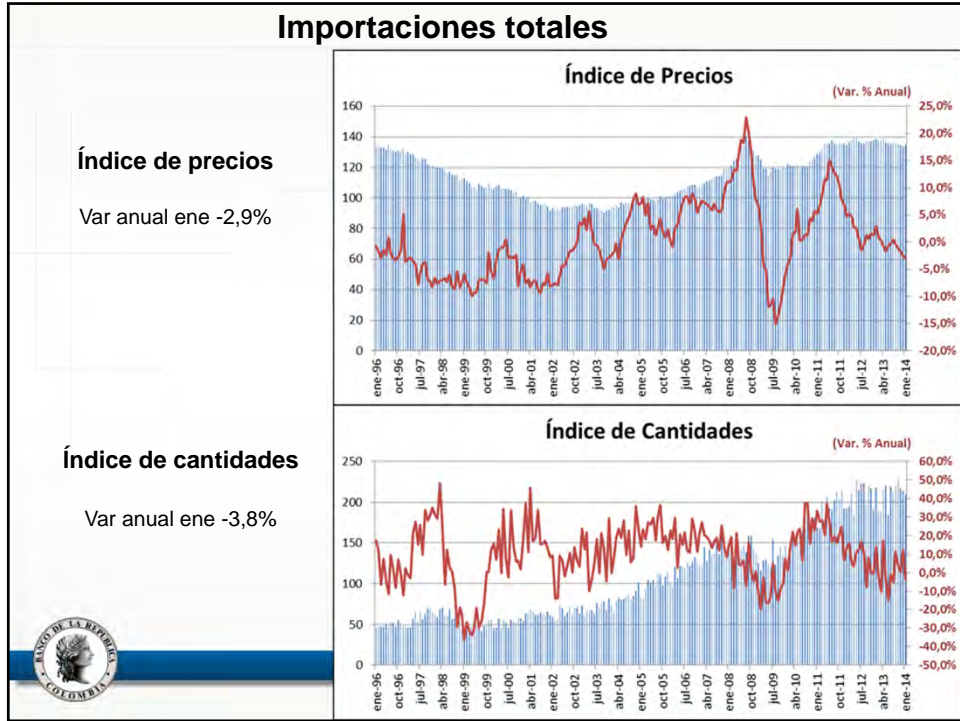 Importaciones totales
Índice de precios
Var anual ene -2,9%
Índice de Precios
(Var. % Anual)
160
140
120
100
80
60
40
20
0
25,0%
20,0%
15,0%
10,0%
5,0%
0,0%
-5,0%
-10,0%
-15,0%
-20,0%
ene-96
oct-96
jul-97
abr-98
ene-99
oct-99
jul-00
abr-01
ene-02
oct-02
jul-03
abr-04
ene-05
oct-05
jul-06
abr-07
ene-08
oct-08
jul-09
abr-10
ene-11
oct-11
jul-12
abr-13
ene-14
Índice de cantidades
Var anual ene -3,8%
Índice de Cantidades
(Var. % Anual)
250
200
150
100
50
0
60,0%
50,0%
40,0%
30,0%
20,0%
10,0%
0,0%
-10,0%
-20,0%
-30,0%
-40,0%
-50,0%
ene-96
oct-96
jul-97
abr-98
ene-99
oct-99
jul-00
abr-01
ene-02
oct-02
jul-03
abr-04
ene-05
oct-05
jul-06
abr-07
ene-08
oct-08
jul-09
abr-10
ene-11
oct-11
jul-12
abr-13
ene-14
BANCO DE LA REPUBLICA
COLOMBIA